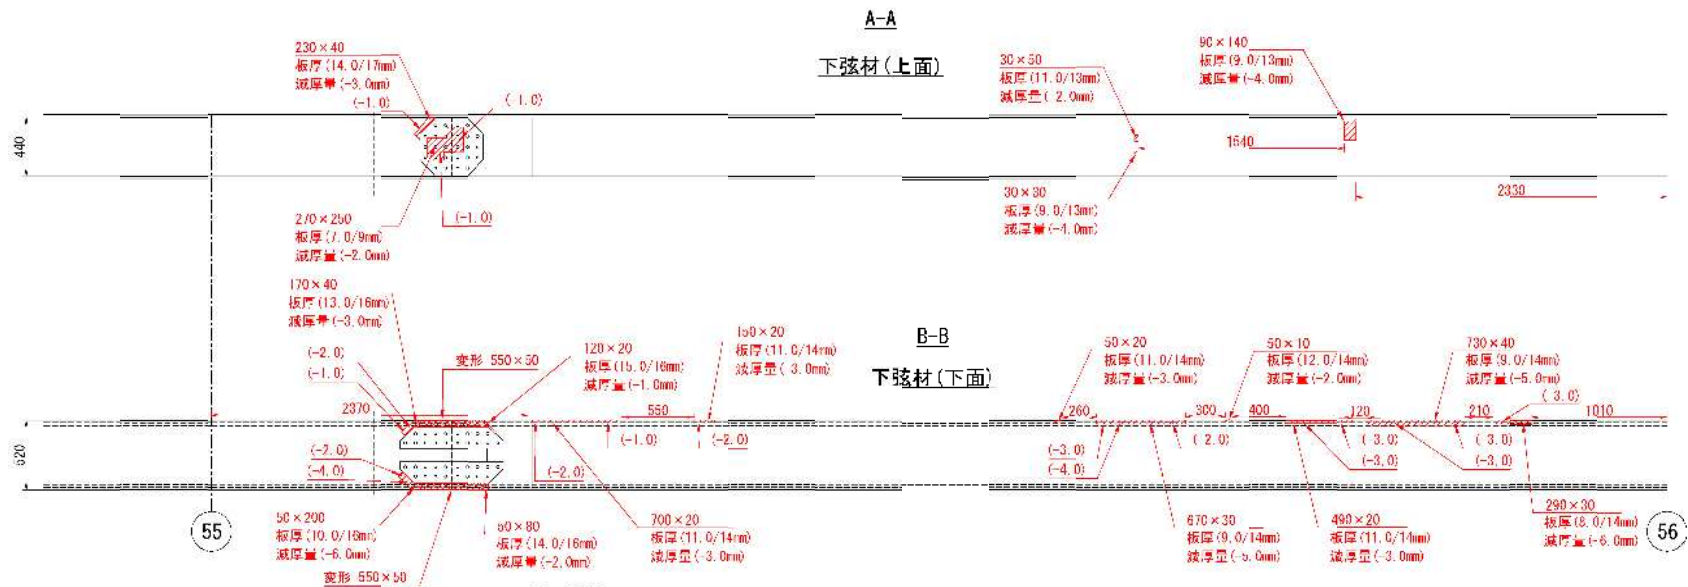 A-A
下弦材(上面)
230×40
板厚(14.0/17mm)
減厚量(-3.0mm)
(-1.0)
(-1.0)
30×50
板厚(11.0/13mm)
減厚量(-2.0mm)
90×140
板厚(9.0/13mm)
減厚量(-4.0mm)
440
1540
2330
(-1.0)
270×250
板厚(7.0/9mm)
減厚量(-2.0mm)
30×30
板厚(9.0/13mm)
減厚量(-4.0mm)
B-B
下弦材(下面)
170×40
板厚(13.0/16mm)
減厚量(-3.0mm)
(-2.0)
(-1.0)
変形 550×50
120×20
板厚(15.0/16mm)
減厚量(-1.0mm)
150×20
板厚(11.0/14mm)
減厚量(-3.0mm)
50×20
板厚(11.0/14mm)
減厚量(-3.0mm)
50×10
板厚(12.0/14mm)
減厚量(-2.0mm)
730×40
板厚(9.0/14mm)
減厚量(-5.0mm)
(-3.0)
2370
550
260
300
400
120
210
1010
520
(-2.0)
(-4.0)
(-2.0)
(-1.0)
(-2.0)
(-3.0)
(-4.0)
(-2.0)
(-3.0)
(-3.0)
(-3.0)
(-3.0)
55
50×200
板厚(10.0/16mm)
減厚量(-6.0mm)
変形 550×50
50×80
板厚(14.0/16mm)
減厚量(-2.0mm)
700×20
板厚(11.0/14mm)
減厚量(-3.0mm)
670×30
板厚(9.0/14mm)
減厚量(-5.0mm)
490×20
板厚(11.0/14mm)
減厚量(-3.0mm)
290×30
板厚(8.0/14mm)
減厚量(-6.0mm)
56